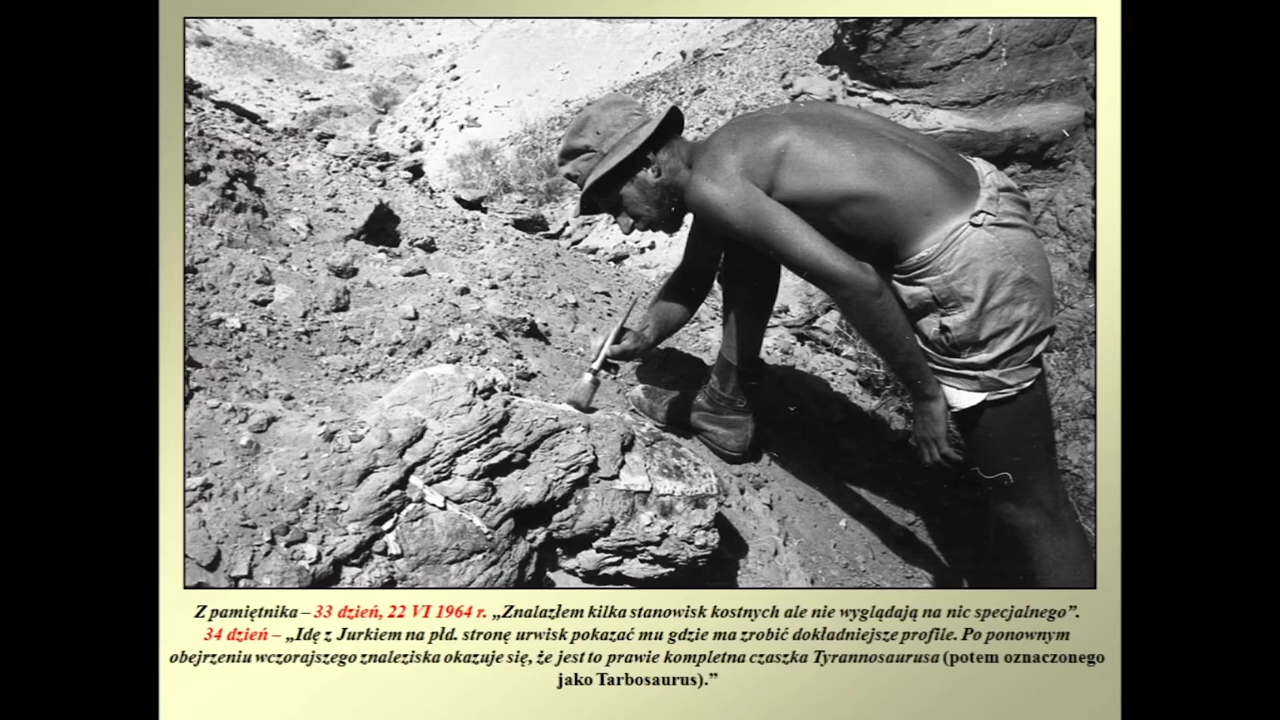 Z pamiętnika – 33 dzień, 22 VI 1964 r. „Znalazłem kilka stanowisk kostnych ale nie wyglądają na nic specjalnego”.
34 dzień – „Idę z Jurkiem na płd. stronę urwisk pokazać mu gdzie ma zrobić dokładniejsze profile. Po ponownym
obejrzeniu wczorajszego znaleziska okazuje się, że jest to prawie kompletna czaszka Tyrannosaurusa (potem oznaczonego
jako Tarbosaurus).”